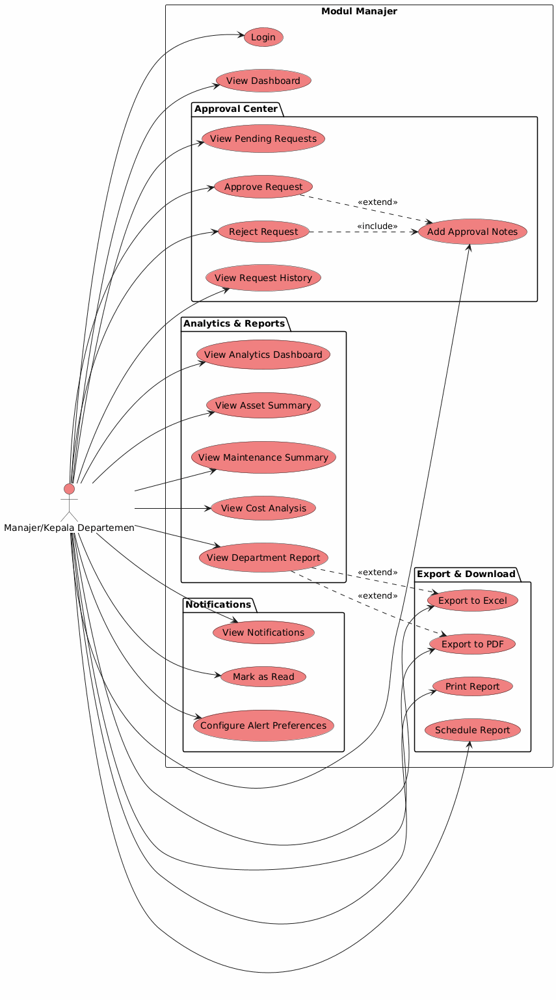 Modul Manajer
Login
View Dashboard
Approval Center
View Pending Requests
Approve Request
«extend»
Reject Request
«include»
Add Approval Notes
View Request History
Analytics & Reports
View Analytics Dashboard
View Asset Summary
View Maintenance Summary
View Cost Analysis
View Department Report
Manajer/Kepala Departemen
«extend»
«extend»
Export & Download
Export to Excel
Export to PDF
Print Report
Schedule Report
Notifications
View Notifications
Mark as Read
Configure Alert Preferences